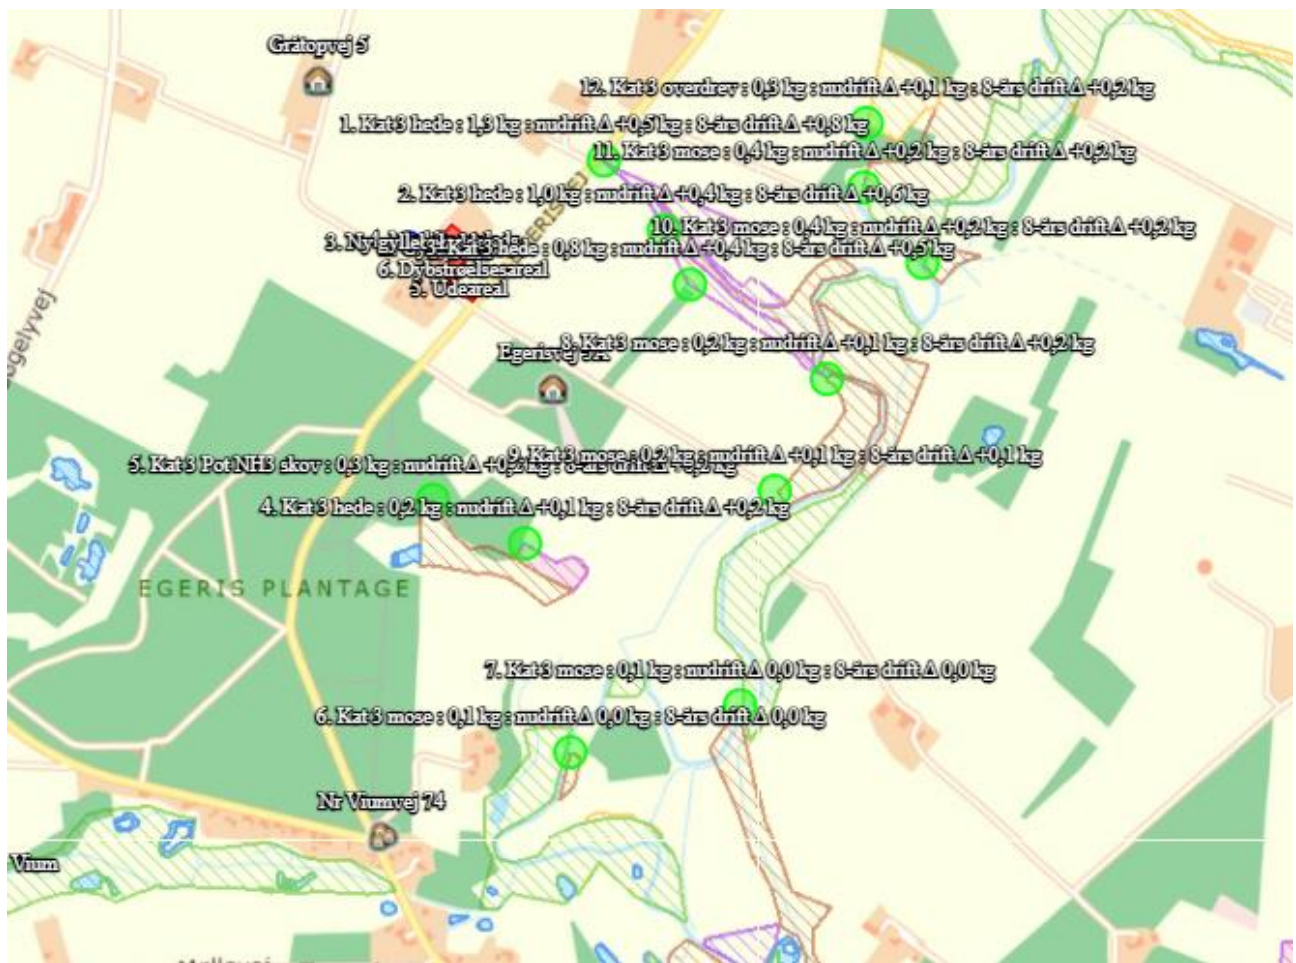 Gråtopvej 5
12. Kat 3 overdrev : 0,3 kg : nudrift Δ +0,1 kg : 8-års drift Δ +0,2 kg
1. Kat 3 hede : 1,3 kg : nudrift Δ +0,5 kg : 8-års drift Δ +0,8 kg
11. Kat 3 mose : 0,4 kg : nudrift Δ +0,2 kg : 8-års drift Δ +0,2 kg
2. Kat 3 hede : 1,0 kg : nudrift Δ +0,4 kg : 8-års drift Δ +0,6 kg
10. Kat 3 mose : 0,4 kg : nudrift Δ +0,2 kg : 8-års drift Δ +0,2 kg
3. Kat 3 hede : 0,8 kg : nudrift Δ +0,4 kg : 8-års drift Δ +0,5 kg
6. Dybstrøelsesareal
5. Udeareal
8. Kat 3 mose : 0,2 kg : nudrift Δ +0,1 kg : 8-års drift Δ +0,2 kg
Egerisvej
9. Kat 3 mose : 0,2 kg : nudrift Δ +0,1 kg : 8-års drift Δ +0,1 kg
5. Kat 3 Pot NH3 skov : 0,3 kg : nudrift Δ
4. Kat 3 hede : 0,2 kg : nudrift Δ +0,1 kg : 8-års drift Δ +0,2 kg
EGERIS PLANTAGE
7. Kat 3 mose : 0,1 kg : nudrift Δ 0,0 kg : 8-års drift Δ 0,0 kg
6. Kat 3 mose : 0,1 kg : nudrift Δ 0,0 kg : 8-års drift Δ 0,0 kg
Nr Viumvej 74
Vium